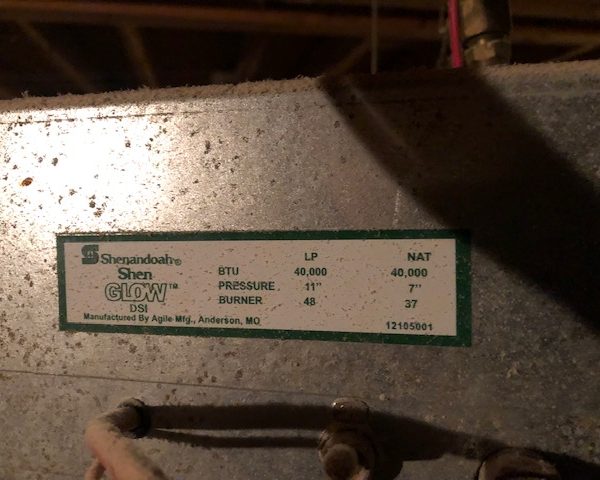 Shenandoah®
Shen
GLOW™
DSI
LP NAT
BTU 40,000 40,000
PRESSURE 11" 7"
BURNER 48 37
Manufactured By Agile Mfg., Anderson, MO
12105001